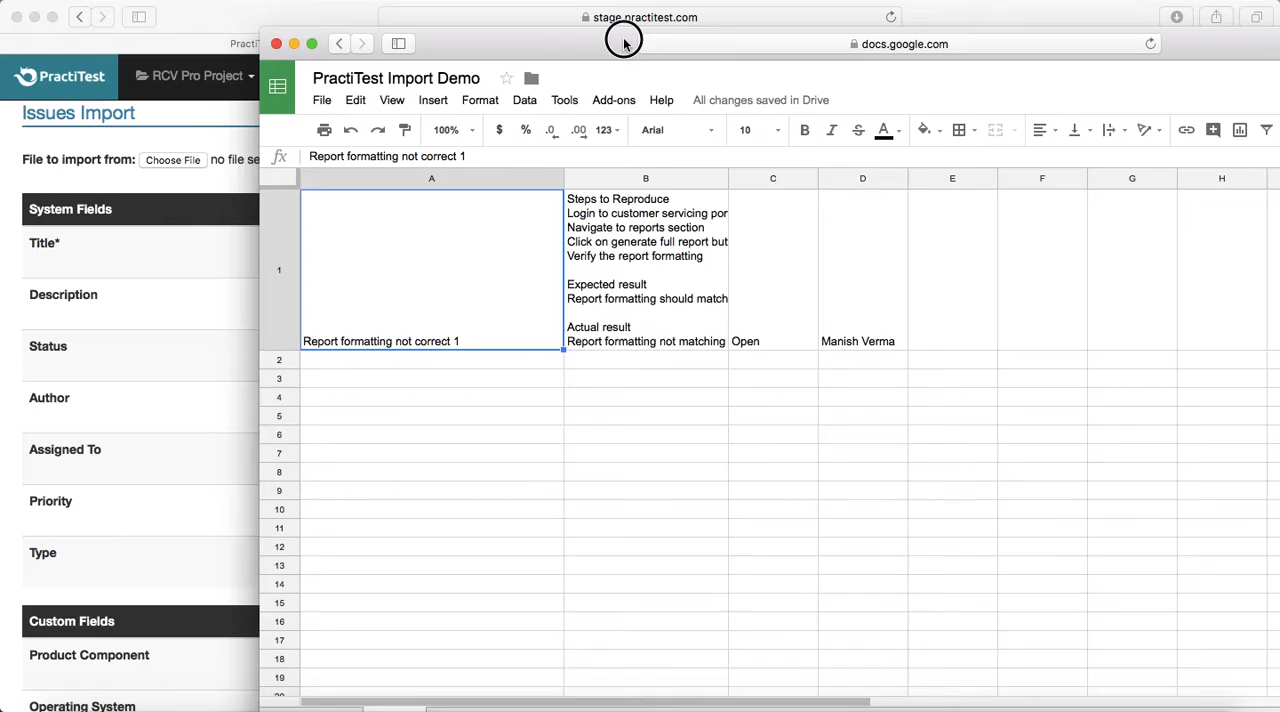 stage.practitest.com
Practi
docs.google.com
PractiTest
RCV Pro Project
PractiTest Import Demo
File Edit View Insert Format Data Tools Add-ons Help All changes saved in Drive
100% $ % .0 .00 123 Arial 10 B I S A
fx Report formatting not correct 1
Issues Import
File to import from: Choose File no file se
System Fields
Title*
Description
Status
Author
Assigned To
Priority
Type
Custom Fields
Product Component
Operating System
A B C D E F G H
1
Report formatting not correct 1
Steps to Reproduce
Login to customer servicing por
Navigate to reports section
Click on generate full report but
Verify the report formatting
Expected result
Report formatting should match
Actual result
Report formatting not matching
Open
Manish Verma
2
3
4
5
6
7
8
9
10
11
12
13
14
15
16
17
18
19